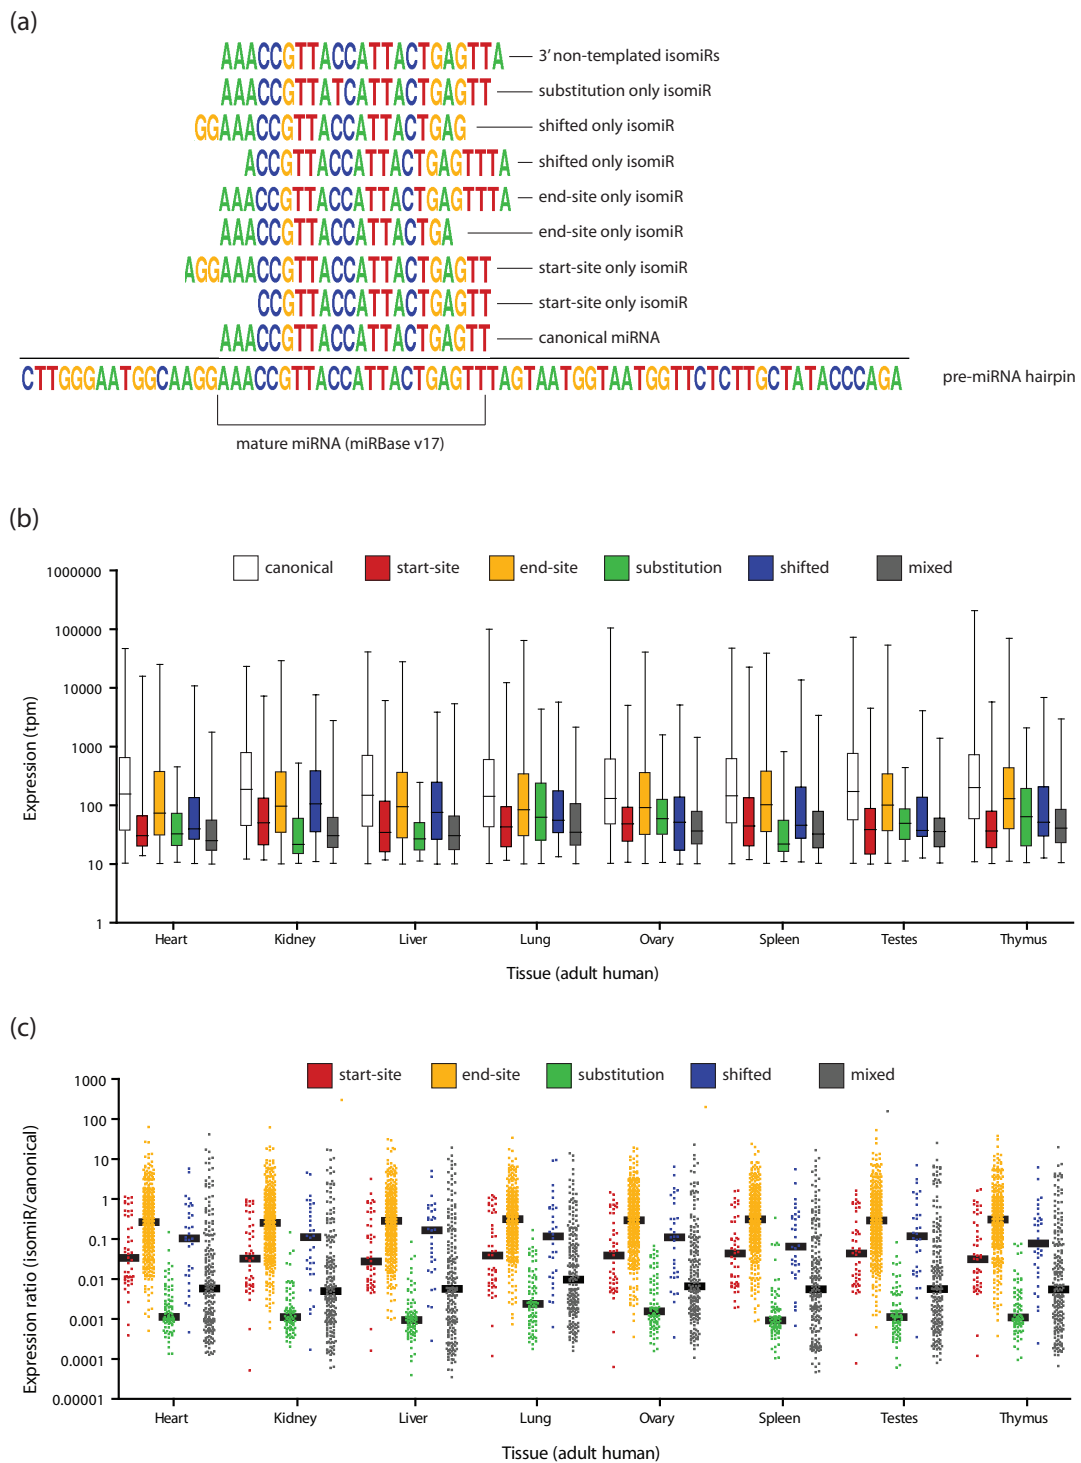 (a)
AAACCGTTACCATTACTGAGTTA 3′ non-templated isomiRs
AAACCGTTATCATTACTGAGTT substitution only isomiR
GGAAACCGTTACCATTACTGAG shifted only isomiR
ACCGTTACCATTACTGAGTTTA shifted only isomiR
AAACCGTTACCATTACTGAGTTTA end-site only isomiR
AAACCGTTACCATTACTGA end-site only isomiR
AGGAAACCGTTACCATTACTGAGTT start-site only isomiR
CCGTTACCATTACTGAGTT start-site only isomiR
AAACCGTTACCATTACTGAGTT canonical miRNA
CTTGGGAATGGCAAGGAAACCGTTACCATTACTGAGTTTAGTAATGGTAATGGTTCTCTTGCTATACCCAGA pre-miRNA hairpin
mature miRNA (miRBase v17)
(b)
canonical start-site end-site substitution shifted mixed
1000000
100000
10000
1000
100
10
1
Expression (tpm)
Heart Kidney Liver Lung Ovary Spleen Testes Thymus
Tissue (adult human)
(c)
start-site end-site substitution shifted mixed
1000
100
10
1
0.1
0.01
0.001
0.0001
0.00001
Expression ratio (isomiR/canonical)
Heart Kidney Liver Lung Ovary Spleen Testes Thymus
Tissue (adult human)